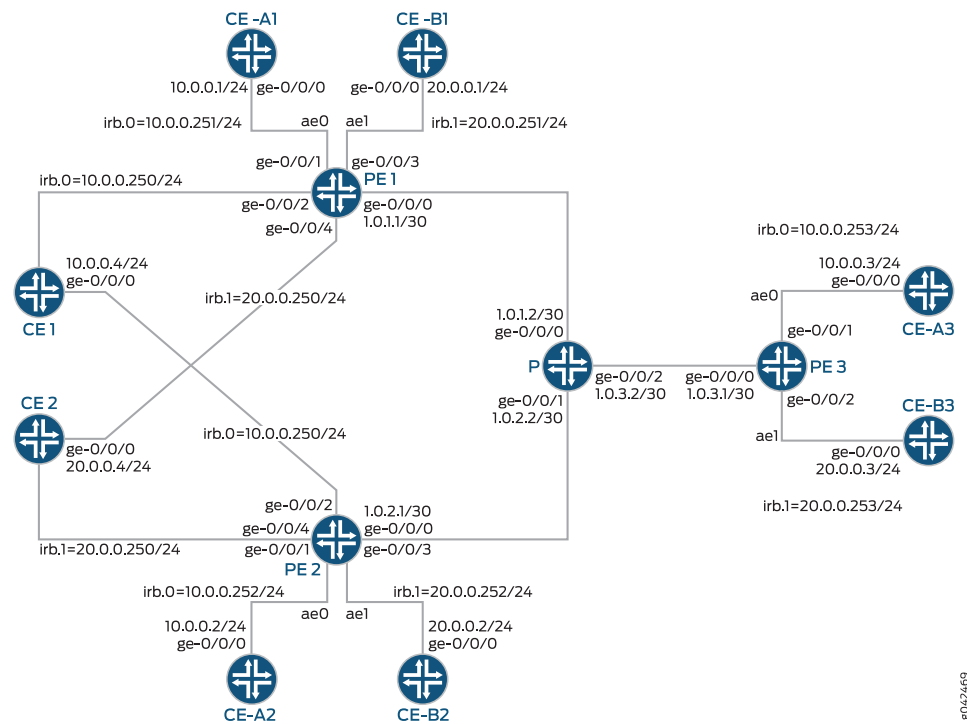 CE -A1
CE -B1
10.0.0.1/24 ge-0/0/0
ge-0/0/0 20.0.0.1/24
irb.0=10.0.0.251/24
ae0
ae1
irb.1=20.0.0.251/24
ge-0/0/1
ge-0/0/3
PE 1
irb.0=10.0.0.250/24
ge-0/0/2
ge-0/0/0
1.0.1.1/30
ge-0/0/4
10.0.0.4/24
ge-0/0/0
CE 1
irb.1=20.0.0.250/24
irb.0=10.0.0.253/24
10.0.0.3/24
ge-0/0/0
ae0
CE-A3
1.0.1.2/30
ge-0/0/0
ge-0/0/1
P
ge-0/0/2
1.0.3.2/30
ge-0/0/0
1.0.3.1/30
PE 3
ge-0/0/2
ge-0/0/1
1.0.2.2/30
CE 2
ge-0/0/0
20.0.0.4/24
irb.0=10.0.0.250/24
ae1
CE-B3
ge-0/0/0
20.0.0.3/24
irb.1=20.0.0.253/24
ge-0/0/2
1.0.2.1/30
ge-0/0/4
ge-0/0/0
irb.1=20.0.0.250/24
ge-0/0/1
ge-0/0/3
PE 2
irb.0=10.0.0.252/24
ae0
ae1
irb.1=20.0.0.252/24
10.0.0.2/24
ge-0/0/0
20.0.0.2/24
ge-0/0/0
CE-A2
CE-B2
g042469